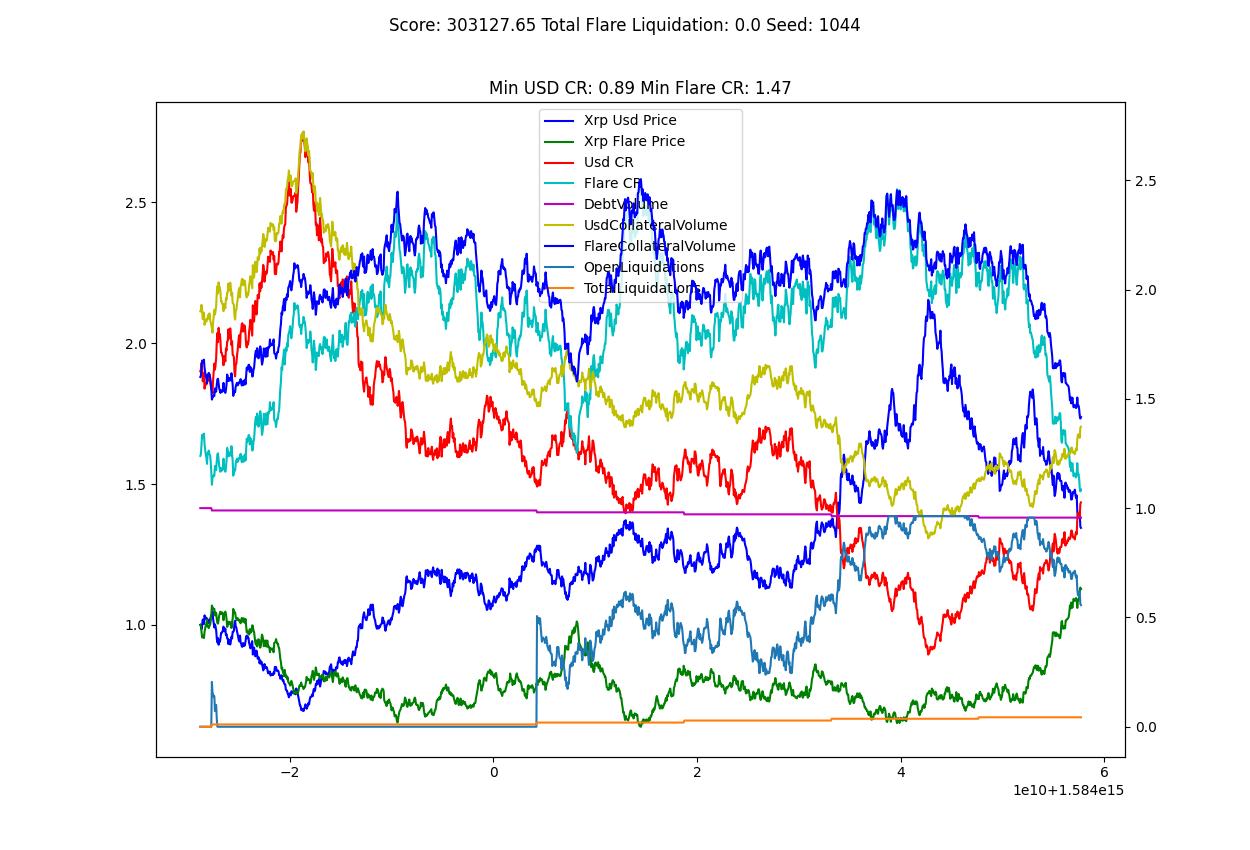 Score: 303127.65 Total Flare Liquidation: 0.0 Seed: 1044
Min USD CR: 0.89 Min Flare CR: 1.47
Xrp Usd Price
Xrp Flare Price
Usd CR
Flare CR
DebtVolume
UsdCollateralVolume
FlareCollateralVolume
OpenLiquidations
TotalLiquidations
2.5
2.0
1.5
1.0
2.5
2.0
1.5
1.0
0.5
0.0
−2 0 2 4 6
1e10+1.584e15